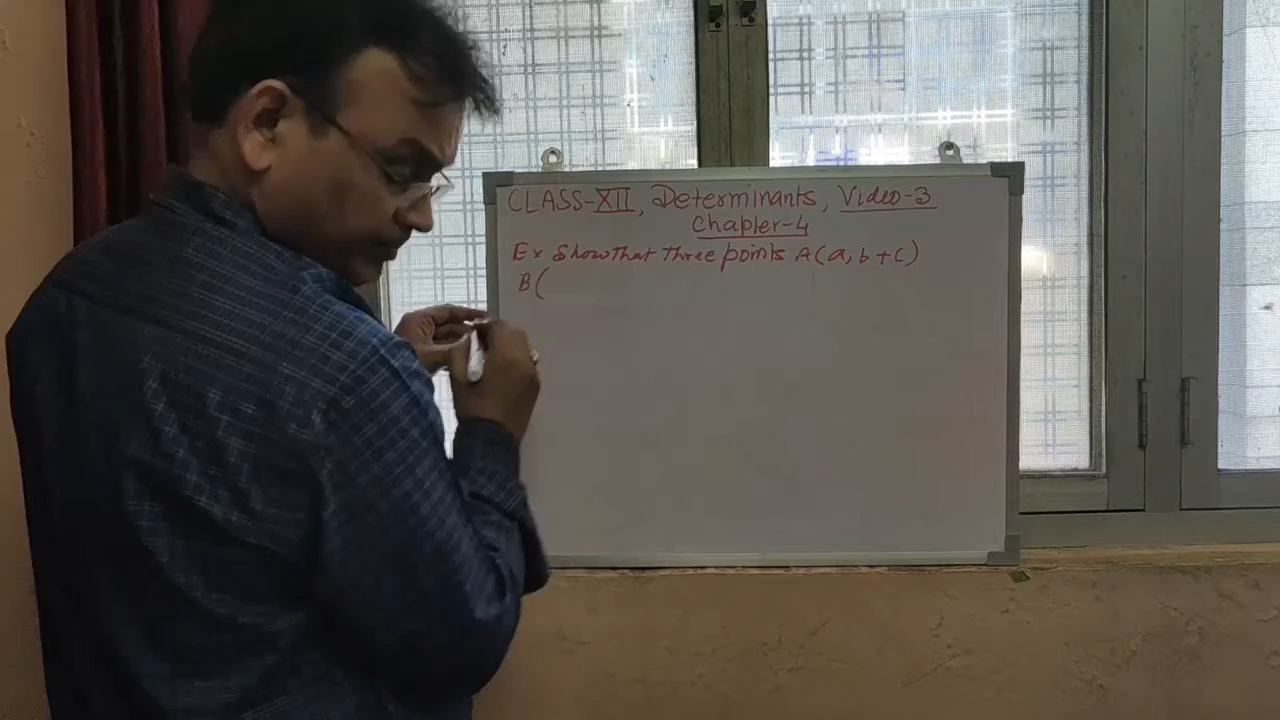 CLASS-XII, Determinants, Video-3
Chapter-4
Ex Show that three points A(a, b+c)
B(